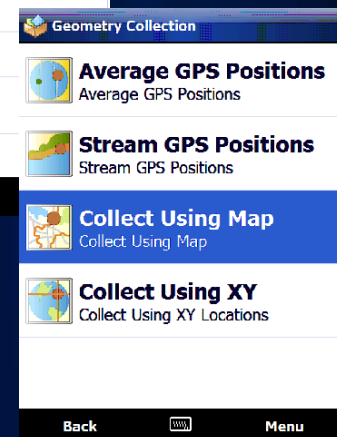 Geometry Collection
Average GPS Positions
Average GPS Positions
Stream GPS Positions
Stream GPS Positions
Collect Using Map
Collect Using Map
Collect Using XY
Collect Using XY Locations
Back Menu